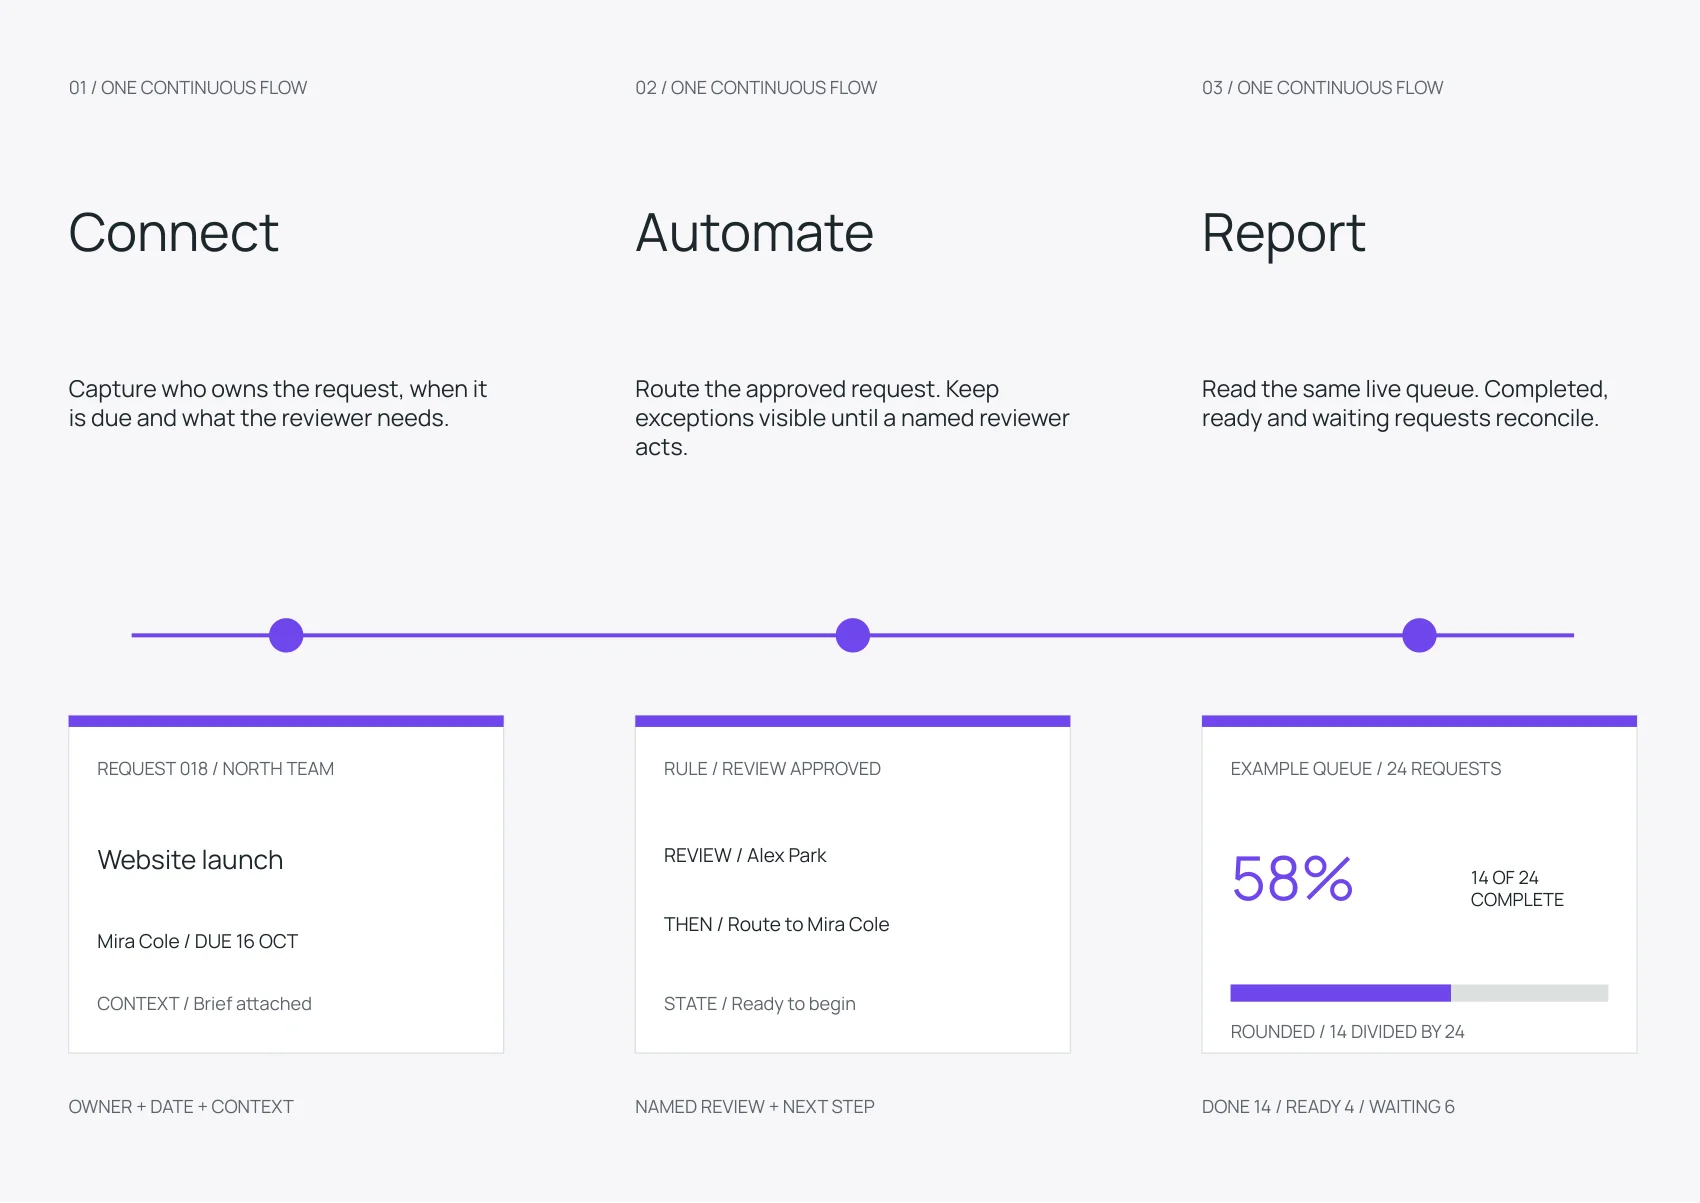 01 / ONE CONTINUOUS FLOW
Connect
Capture who owns the request, when it
is due and what the reviewer needs.
REQUEST 018 / NORTH TEAM
Website launch
Mira Cole / DUE 16 OCT
CONTEXT / Brief attached
OWNER + DATE + CONTEXT
02 / ONE CONTINUOUS FLOW
Automate
Route the approved request. Keep
exceptions visible until a named reviewer
acts.
RULE / REVIEW APPROVED
REVIEW / Alex Park
THEN / Route to Mira Cole
STATE / Ready to begin
NAMED REVIEW + NEXT STEP
03 / ONE CONTINUOUS FLOW
Report
Read the same live queue. Completed,
ready and waiting requests reconcile.
EXAMPLE QUEUE / 24 REQUESTS
58%
14 OF 24
COMPLETE
ROUNDED / 14 DIVIDED BY 24
DONE 14 / READY 4 / WAITING 6